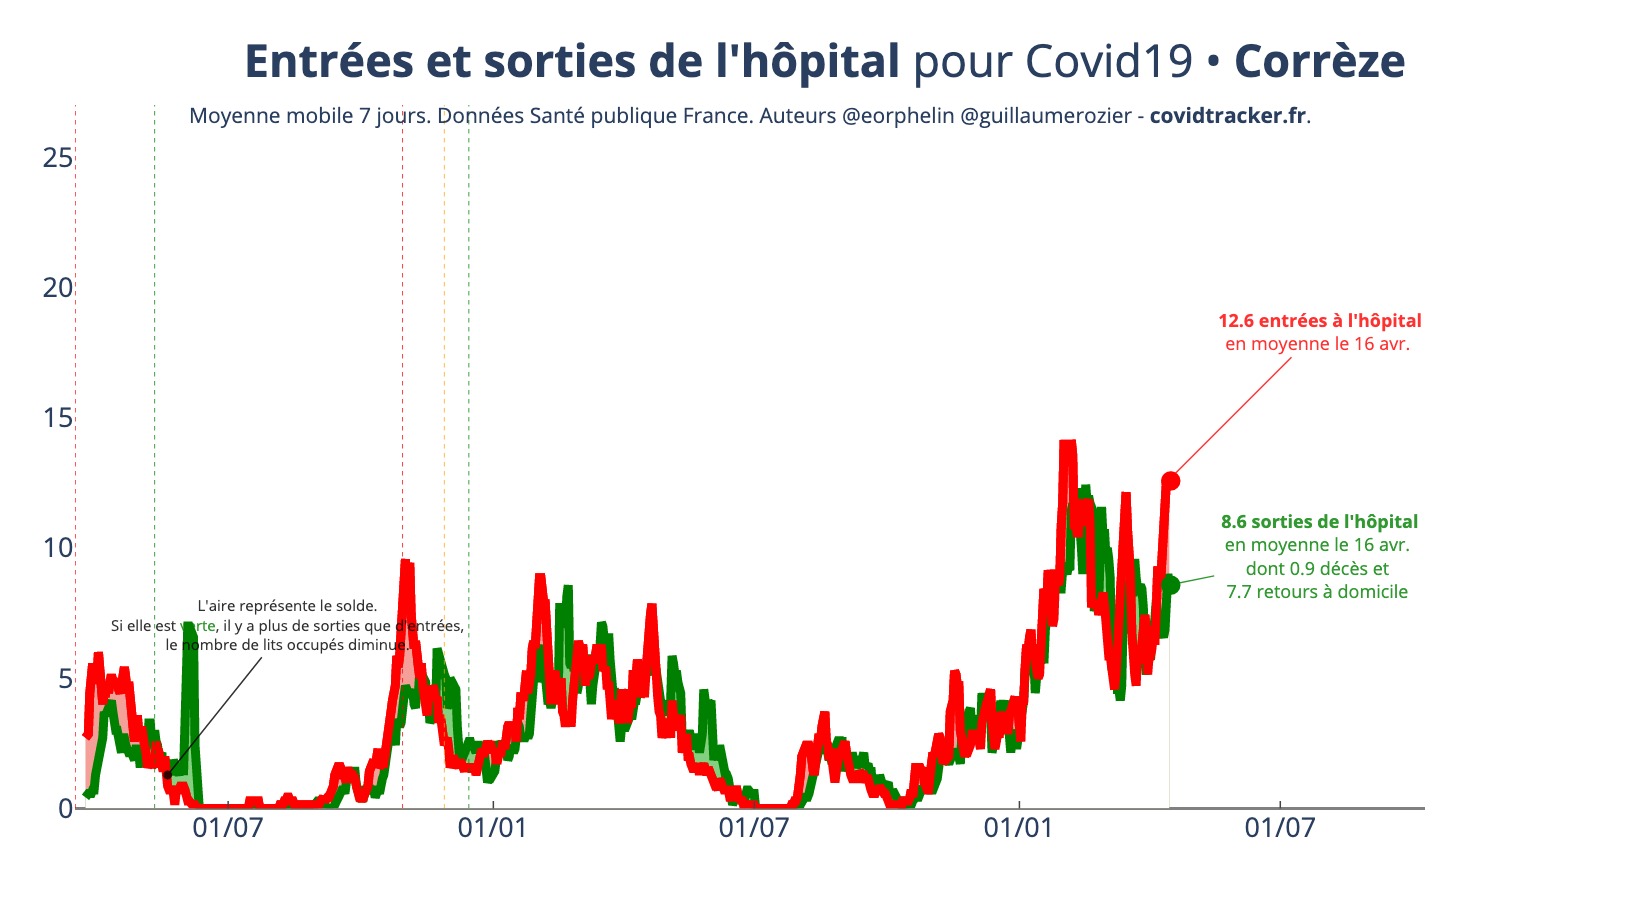 Entrées et sorties de l'hôpital pour Covid19 • Corrèze
Moyenne mobile 7 jours. Données Santé publique France. Auteurs @eorphelin @guillaumerozier - covidtracker.fr.
25
20
15
10
5
0
12.6 entrées à l'hôpital
en moyenne le 16 avr.
8.6 sorties de l'hôpital
en moyenne le 16 avr.
dont 0.9 décès et
7.7 retours à domicile
L'aire représente le solde.
Si elle est verte, il y a plus de sorties que d'entrées,
le nombre de lits occupés diminue.
01/07
01/01
01/07
01/01
01/07